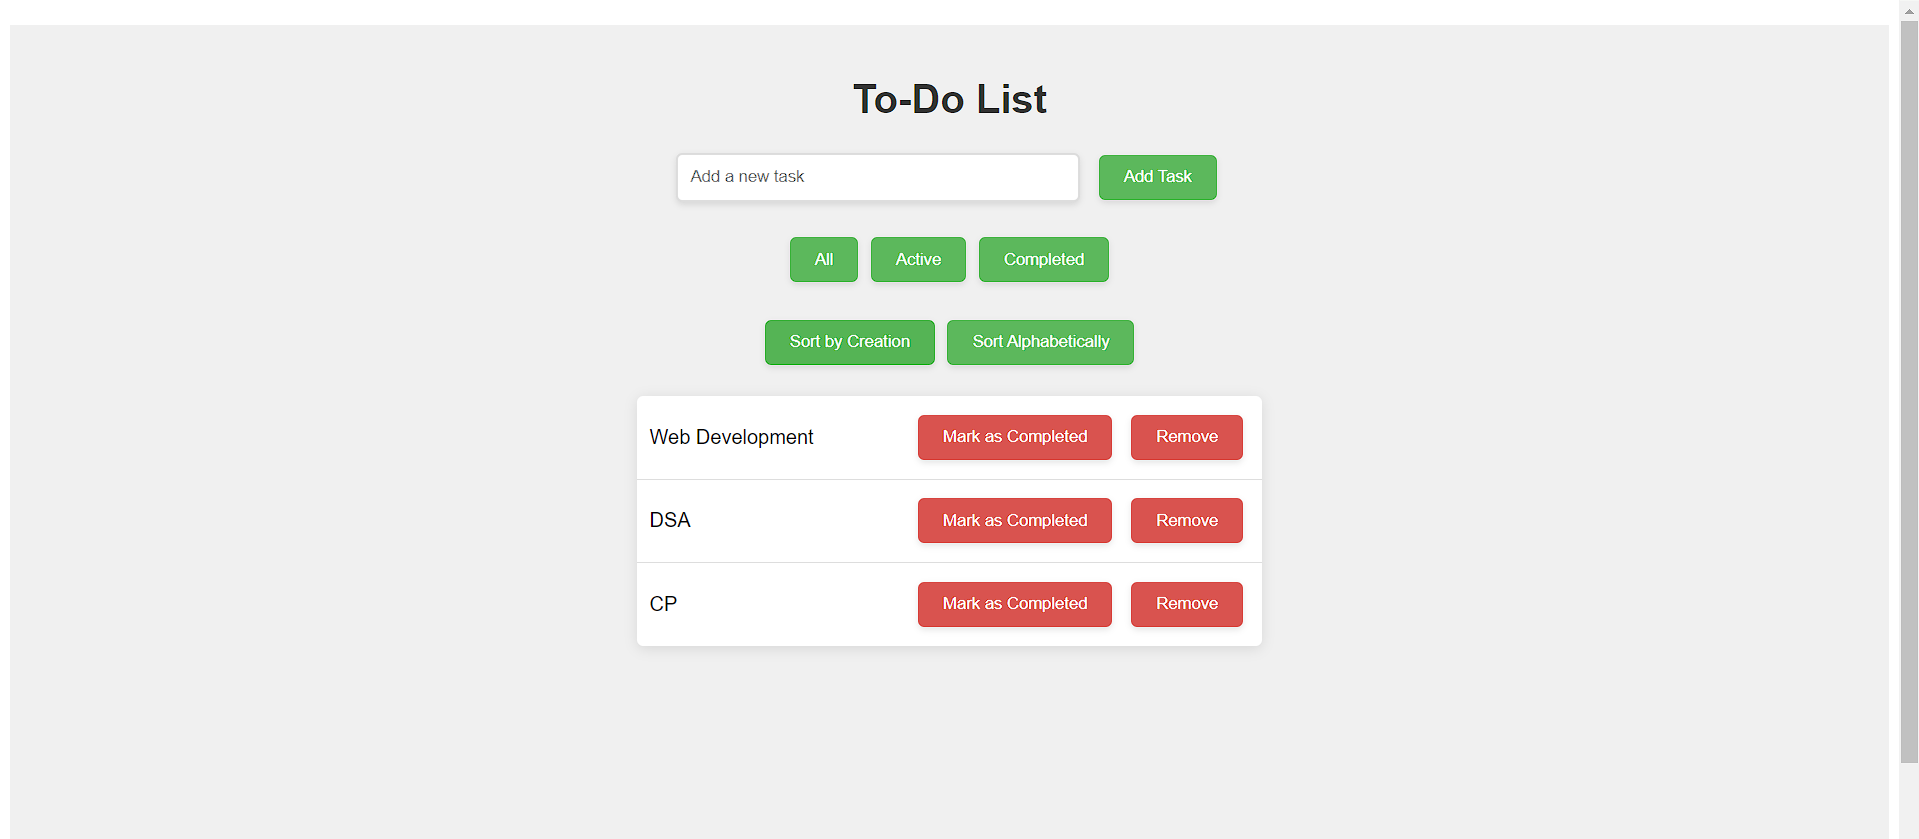 To-Do List
Add a new task Add Task
All Active Completed
Sort by Creation Sort Alphabetically
Web Development Mark as Completed Remove
DSA Mark as Completed Remove
CP Mark as Completed Remove